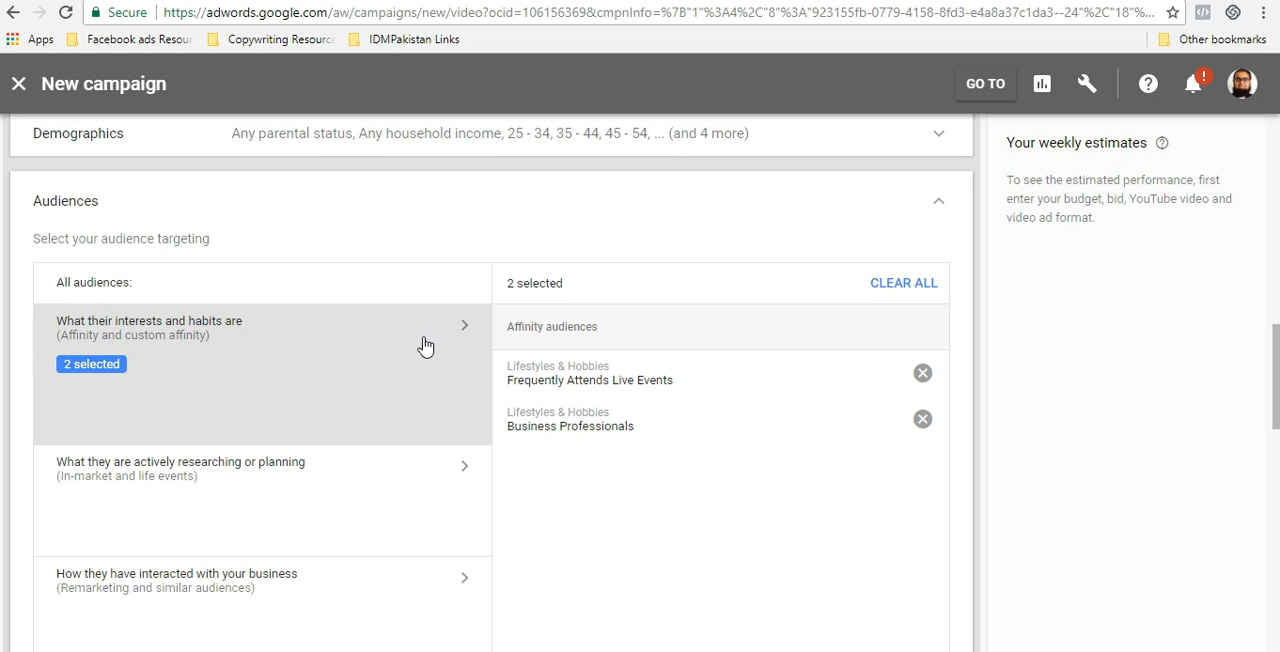 Secure https://adwords.google.com/aw/campaigns/new/video?ocid=106156369&cmpnInfo=%7B"1"%3A4%2C"8"%3A"923155fb-0779-4158-8fd3-e4a8a37c1da3--24"%2C"18"%...
Apps Facebook ads Resour Copywriting Resourc IDMPakistan Links Other bookmarks
New campaign GO TO
Demographics Any parental status, Any household income, 25 - 34, 35 - 44, 45 - 54, ... (and 4 more)
Your weekly estimates
To see the estimated performance, first
enter your budget, bid, YouTube video and
video ad format.
Audiences
Select your audience targeting
All audiences:
2 selected CLEAR ALL
What their interests and habits are
(Affinity and custom affinity)
2 selected
Affinity audiences
Lifestyles & Hobbies
Frequently Attends Live Events
Lifestyles & Hobbies
Business Professionals
What they are actively researching or planning
(In-market and life events)
How they have interacted with your business
(Remarketing and similar audiences)